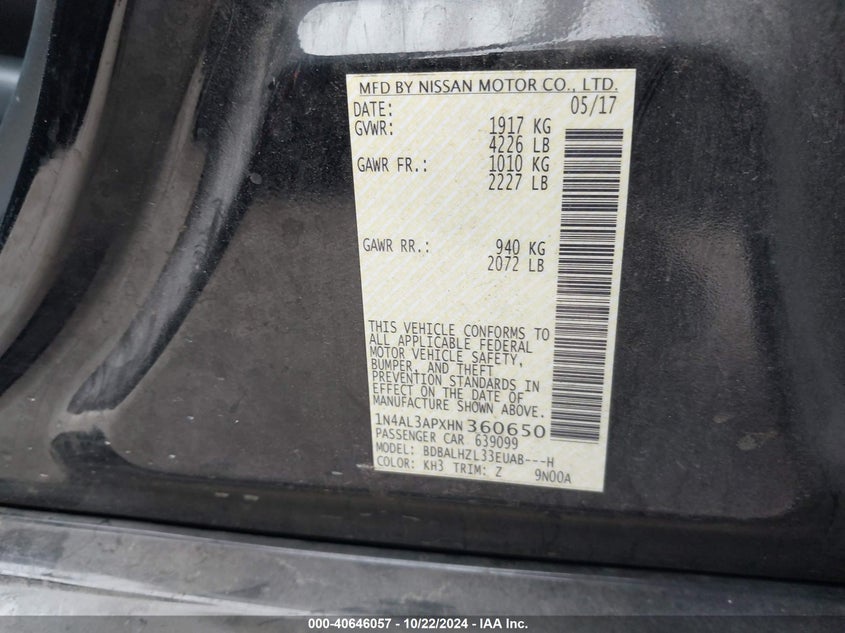 MFD BY NISSAN MOTOR CO., LTD.
DATE: 05/17
GVWR: 1917 KG
4226 LB
GAWR FR.: 1010 KG
2227 LB
GAWR RR.: 940 KG
2072 LB
THIS VEHICLE CONFORMS TO
ALL APPLICABLE FEDERAL
MOTOR VEHICLE SAFETY,
BUMPER, AND THEFT
PREVENTION STANDARDS IN
EFFECT ON THE DATE OF
MANUFACTURE SHOWN ABOVE.
1N4AL3APXHN360650
PASSENGER CAR 639099
MODEL: BDBALHZL33EUAB---H
COLOR: KH3 TRIM: Z 9N00A
000-40646057 - 10/22/2024 - IAA Inc.